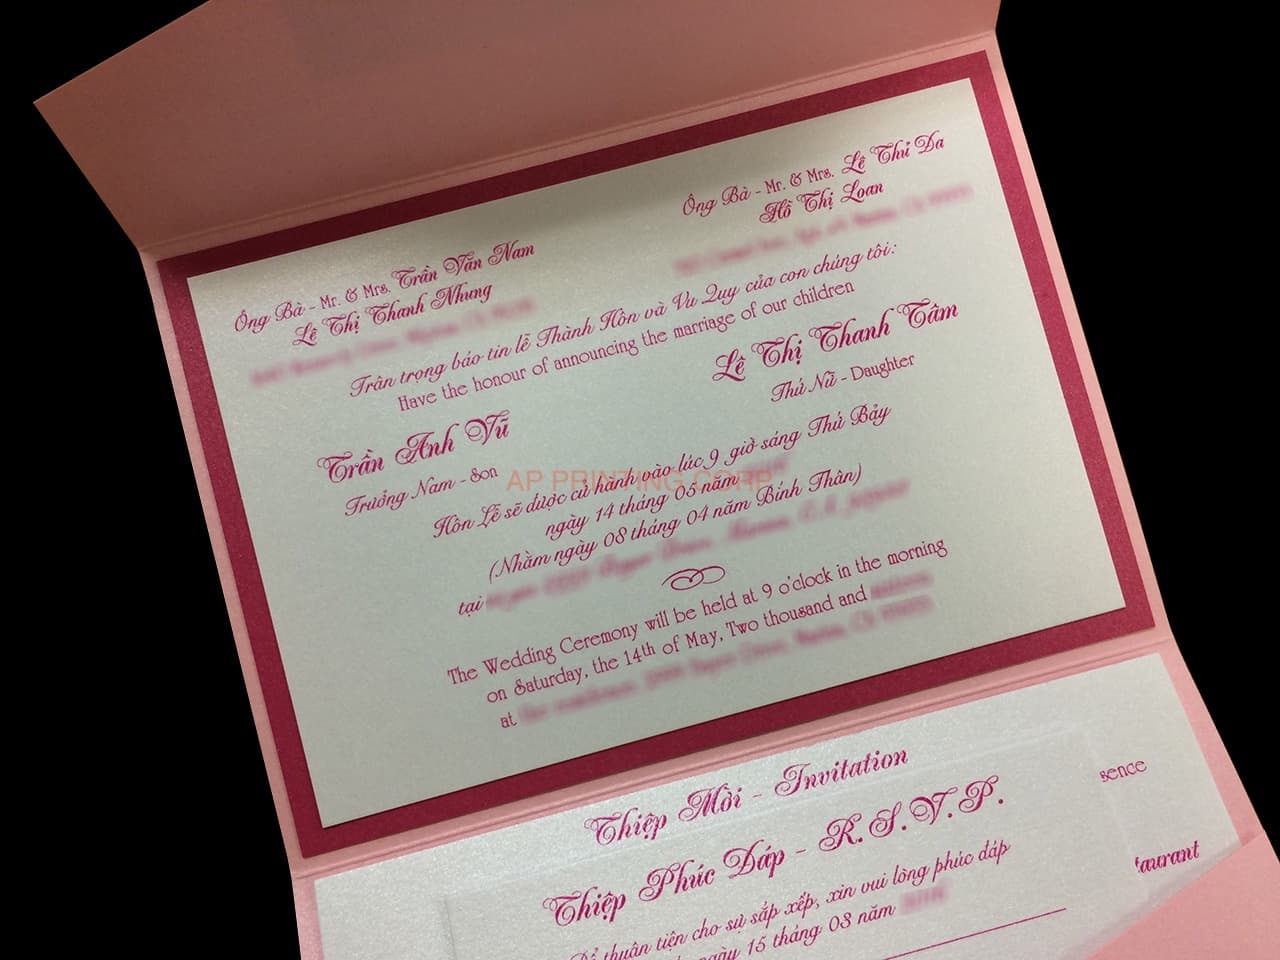 Ông Bà - Mr. & Mrs. Trần Văn Nam
Lê Thị Thanh Nhung
Ông Bà - Mr. & Mrs. Lê Thủ Da
Hồ Thị Loan
Trân trọng báo tin lễ Thành Hôn và Vu Quy của con chúng tôi:
Have the honour of announcing the marriage of our children
Trần Anh Vũ
Trưởng Nam - Son
Lê Thị Thanh Tâm
Thứ Nữ - Daughter
Hôn Lễ sẽ được cử hành vào lúc 9 giờ sáng Thứ Bảy
ngày 14 tháng 05 năm
(Nhằm ngày 08 tháng 04 năm Bính Thân)
tại
AP PRINTING CORP
The Wedding Ceremony will be held at 9 o'clock in the morning
on Saturday, the 14th of May, Two thousand and
at
Thiệp Mời - Invitation
sence
taurant
Thiệp Phúc Đáp - R.S.V.P.
Để thuận tiện cho sự sắp xếp, xin vui lòng phúc đáp
ngày 15 tháng 03 năm